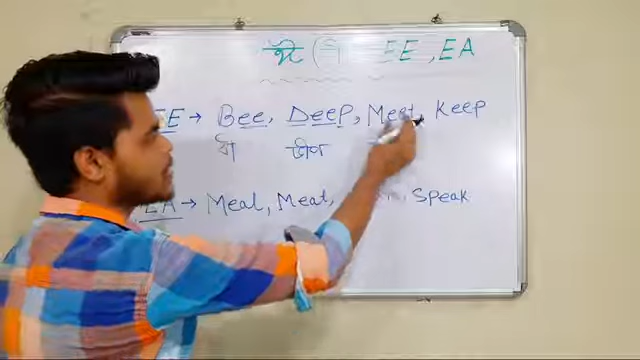 ঈ ( ী EE, EA
EE → Bee, Deep, Meet, Keep
বী ডীপ
EA → Meal, Meat, Speak